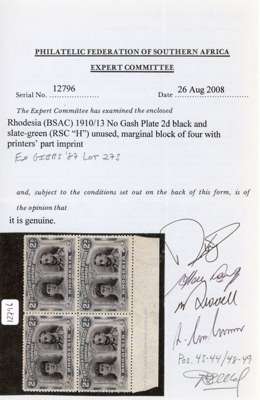 PHILATELIC FEDERATION OF SOUTHERN AFRICA
EXPERT COMMITTEE
Serial No. 12796 Date 26 Aug 2008
The Expert Committee has examined the enclosed
Rhodesia (BSAC) 1910/13 No Gash Plate 2d black and
slate-green (RSC "H") unused, marginal block of four with
printers' part imprint
Ex GEORI '87 LOT 273
and, subject to the conditions set out on the back of this form, is of
the opinion that
it is genuine.
Pos. 43-44/48-49
12796